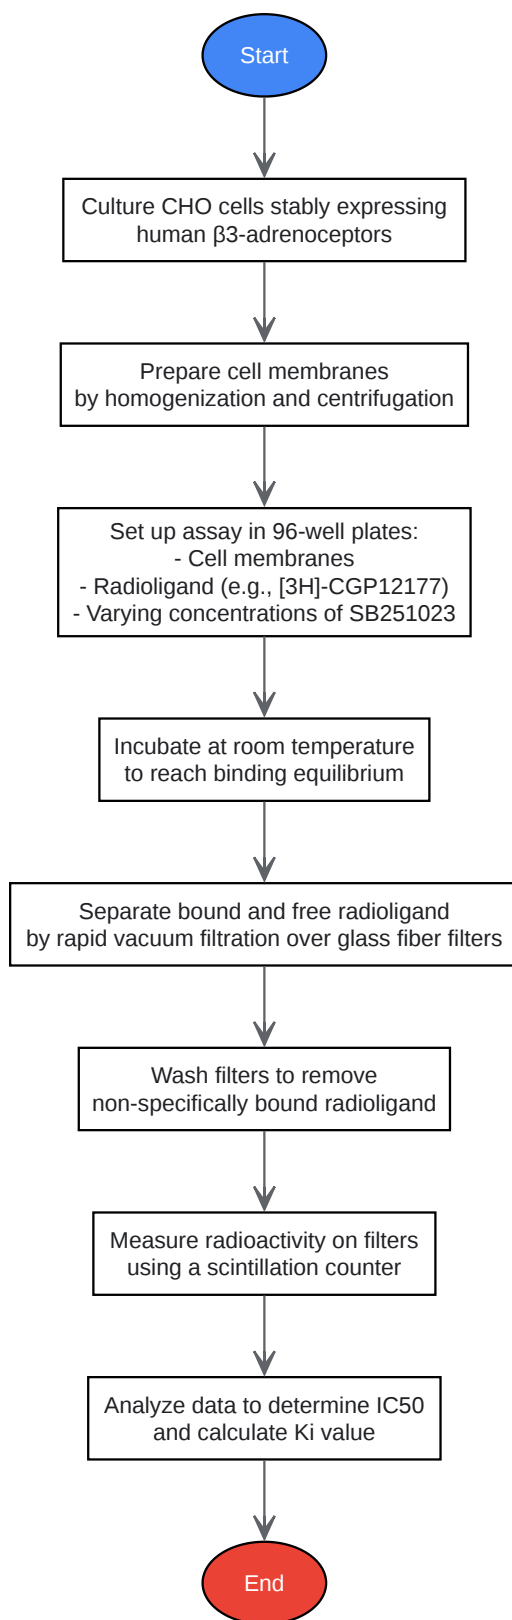 Start
Culture CHO cells stably expressing
human β3-adrenoceptors
Prepare cell membranes
by homogenization and centrifugation
Set up assay in 96-well plates:
- Cell membranes
- Radioligand (e.g., [3H]-CGP12177)
- Varying concentrations of SB251023
Incubate at room temperature
to reach binding equilibrium
Separate bound and free radioligand
by rapid vacuum filtration over glass fiber filters
Wash filters to remove
non-specifically bound radioligand
Measure radioactivity on filters
using a scintillation counter
Analyze data to determine IC50
and calculate Ki value
End